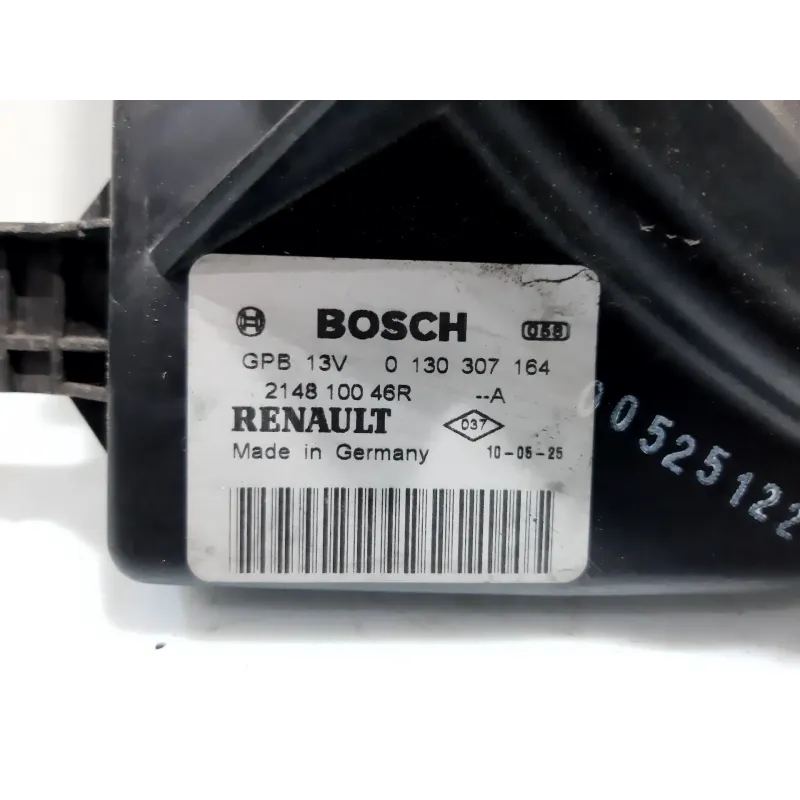 BOSCH 068
GPB 13V 0 130 307 164
2148 100 46R --A
RENAULT 037
Made in Germany 10-05-25
00525122